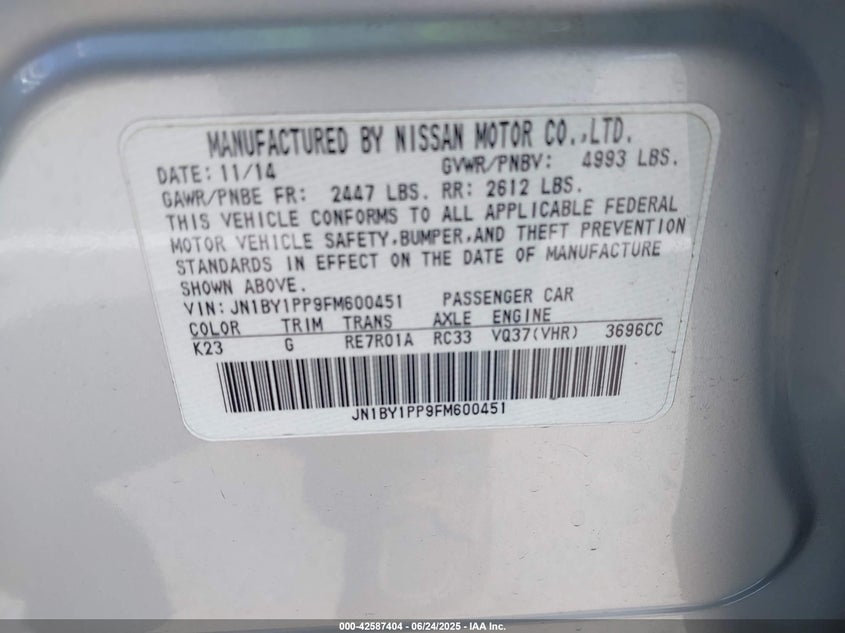 MANUFACTURED BY NISSAN MOTOR CO.,LTD.
DATE: 11/14 GVWR/PNBV: 4993 LBS.
GAWR/PNBE FR: 2447 LBS. RR: 2612 LBS.
THIS VEHICLE CONFORMS TO ALL APPLICABLE FEDERAL
MOTOR VEHICLE SAFETY,BUMPER,AND THEFT PREVENTION
STANDARDS IN EFFECT ON THE DATE OF MANUFACTURE
SHOWN ABOVE.
VIN: JN1BY1PP9FM600451 PASSENGER CAR
COLOR TRIM TRANS AXLE ENGINE
K23 G RE7R01A RC33 VQ37(VHR) 3696CC
JN1BY1PP9FM600451
000-42587404 - 06/24/2025 - IAA Inc.